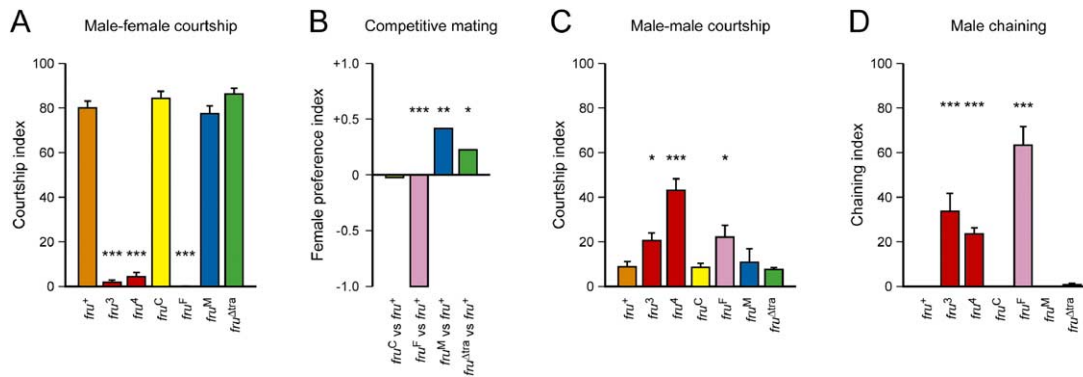 A Male-female courtship
Courtship index
100
80
60
40
20
0
*** *** ***
fru⁺ fru³ fru⁴ fruC fruF fruM fruΔtra
B Competitive mating
Female preference index
+1.0
+0.5
0
-0.5
-1.0
*** ** *
fruC vs fru⁺
fruF vs fru⁺
fruM vs fru⁺
fruΔtra vs fru⁺
C Male-male courtship
Courtship index
100
80
60
40
20
0
* *** *
fru⁺ fru³ fru⁴ fruC fruF fruM fruΔtra
D Male chaining
Chaining index
100
80
60
40
20
0
*** *** ***
fru⁺ fru³ fru⁴ fruC fruF fruM fruΔtra